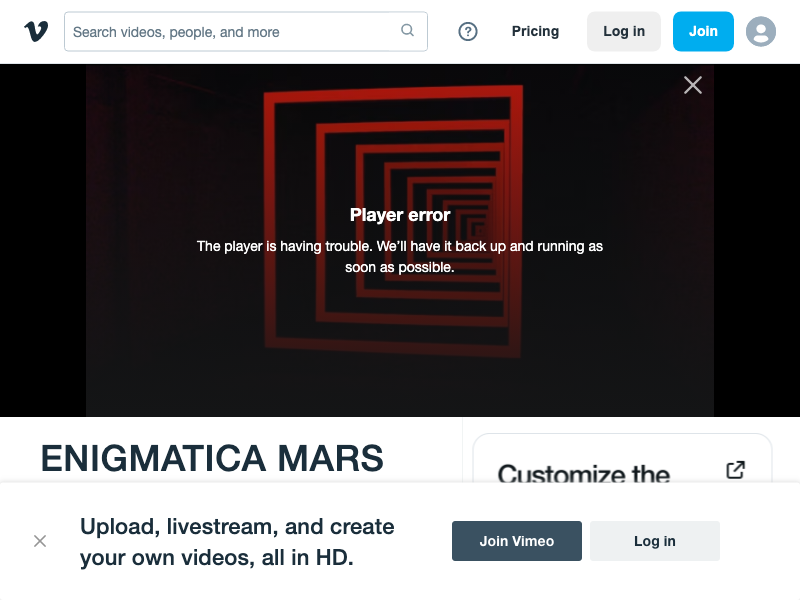 Search videos, people, and more
Pricing
Log in
Join
Player error
The player is having trouble. We'll have it back up and running as
soon as possible.
ENIGMATICA MARS
Customize the
Upload, livestream, and create
your own videos, all in HD.
Join Vimeo
Log in